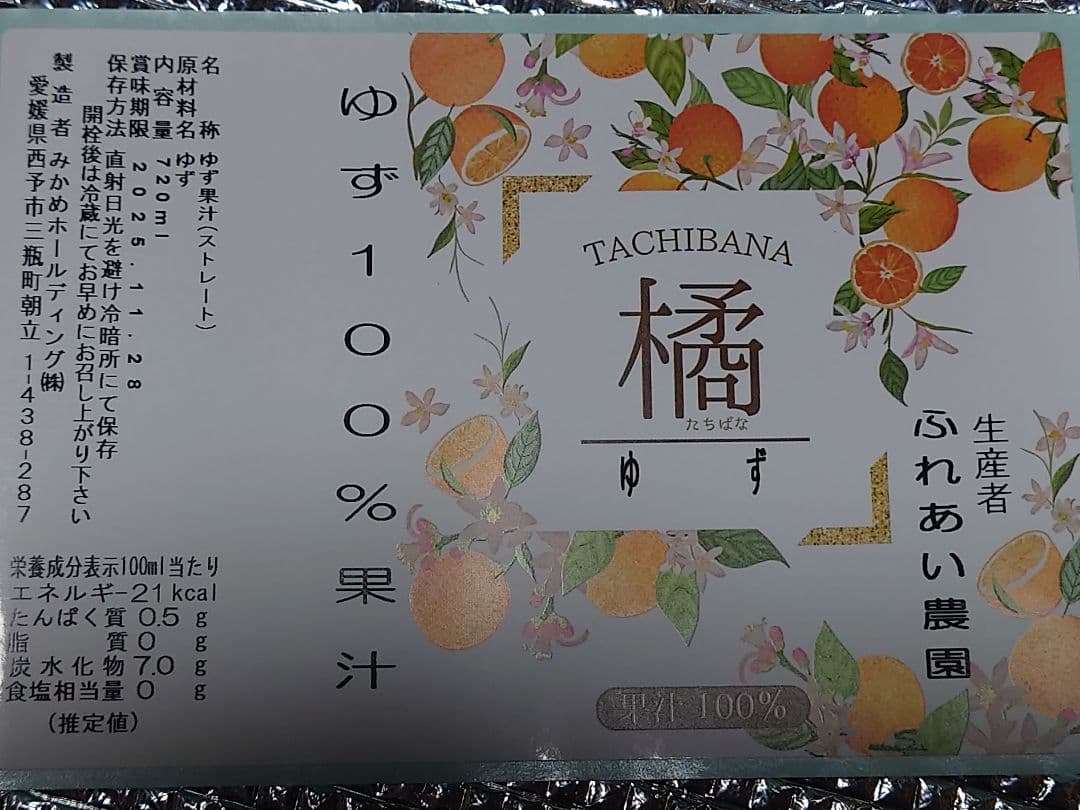 生産者
ふれあい農園
TACHIBANA
橘
たちばな
ゆず
果汁 100%
ゆず100%果汁
名称 ゆず果汁(ストレート)
原材料名 ゆず
内容量 720ml
賞味期限 2025.11.28
保存方法 直射日光を避け冷暗所にて保存
開栓後は冷蔵にてお早めにお召し上がり下さい
製造者 みかめホールディング㈱
愛媛県西予市三瓶町朝立1-438-287
栄養成分表示100ml当たり
エネルギー21kcal
たんぱく質 0.5 g
脂質 0 g
炭水化物 7.0 g
食塩相当量 0 g
(推定値)